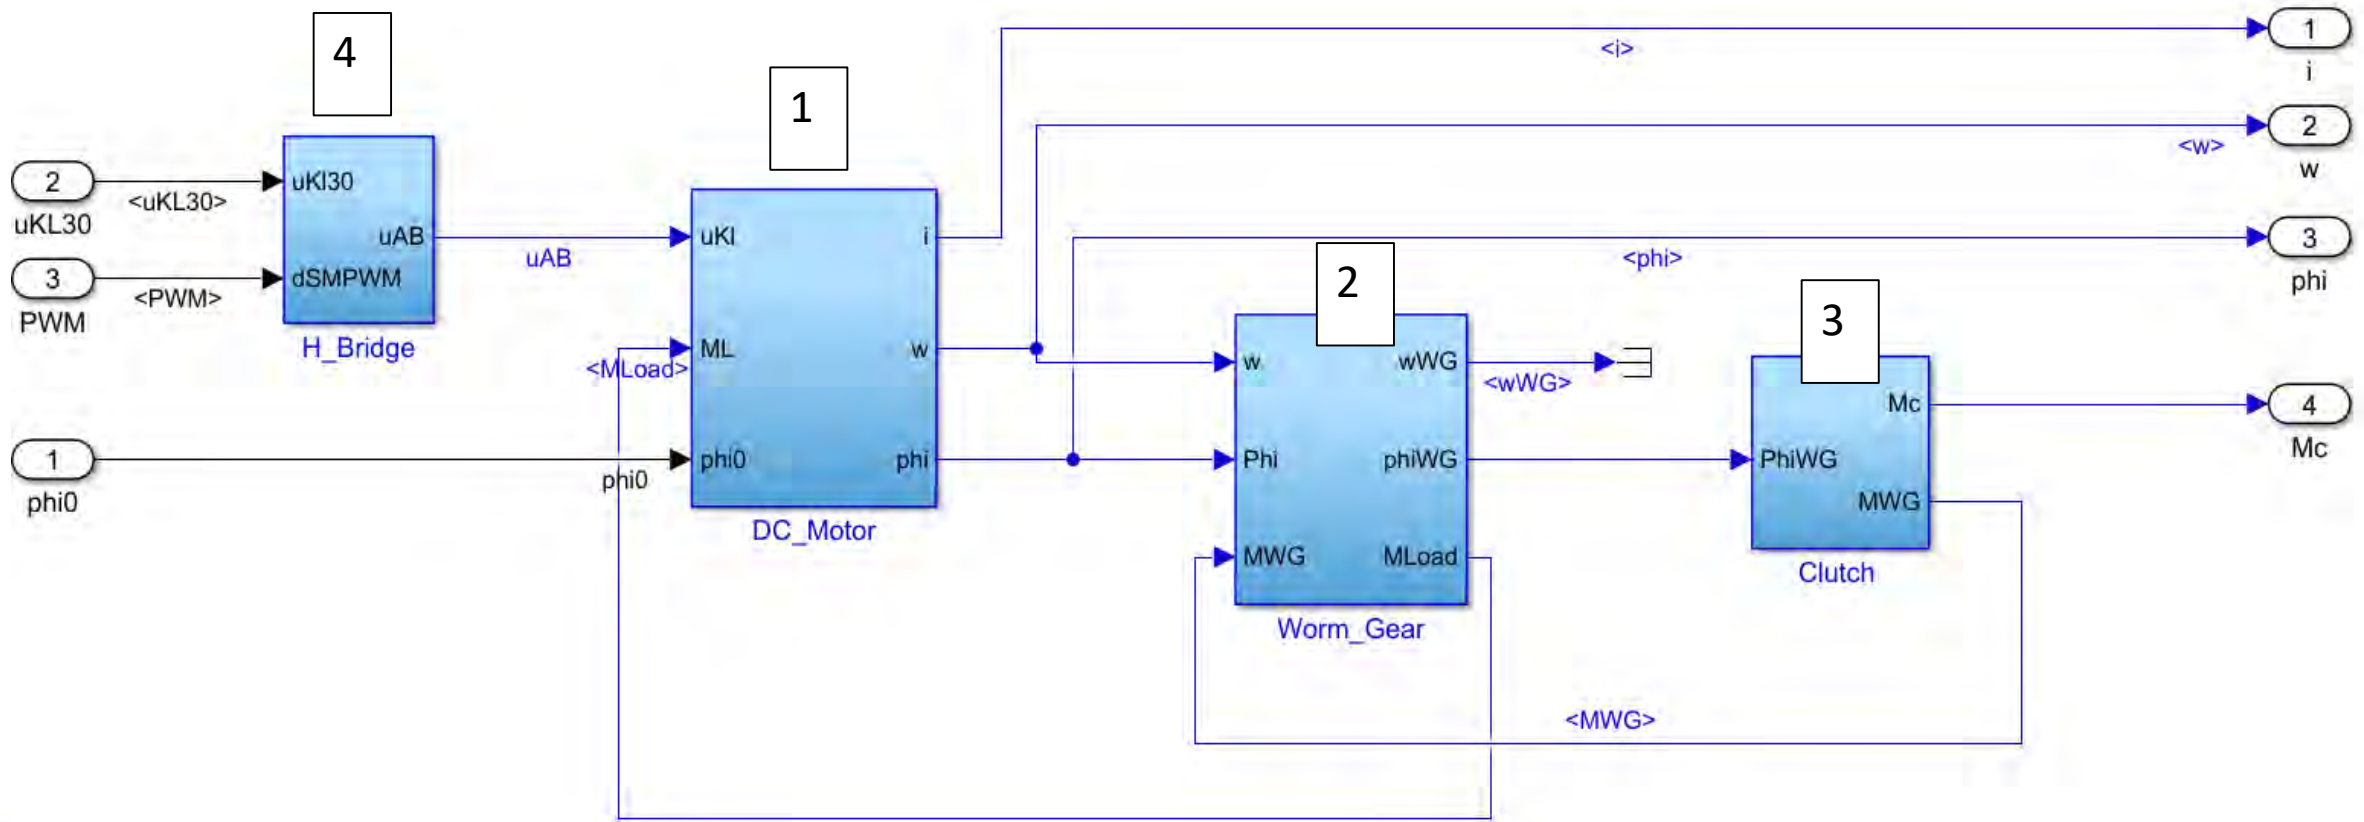 4
1
2
3
1
i
2
w
3
phi
4
Mc
<i>
<w>
<phi>
2
uKL30
<uKL30>
3
PWM
<PWM>
1
phi0
phi0
uKl30
uAB
dSMPWM
H_Bridge
uAB
uKl
i
ML
w
phi0
phi
DC_Motor
<MLoad>
w
wWG
Phi
phiWG
MWG
MLoad
Worm_Gear
<wWG>
Mc
PhiWG
MWG
Clutch
<MWG>